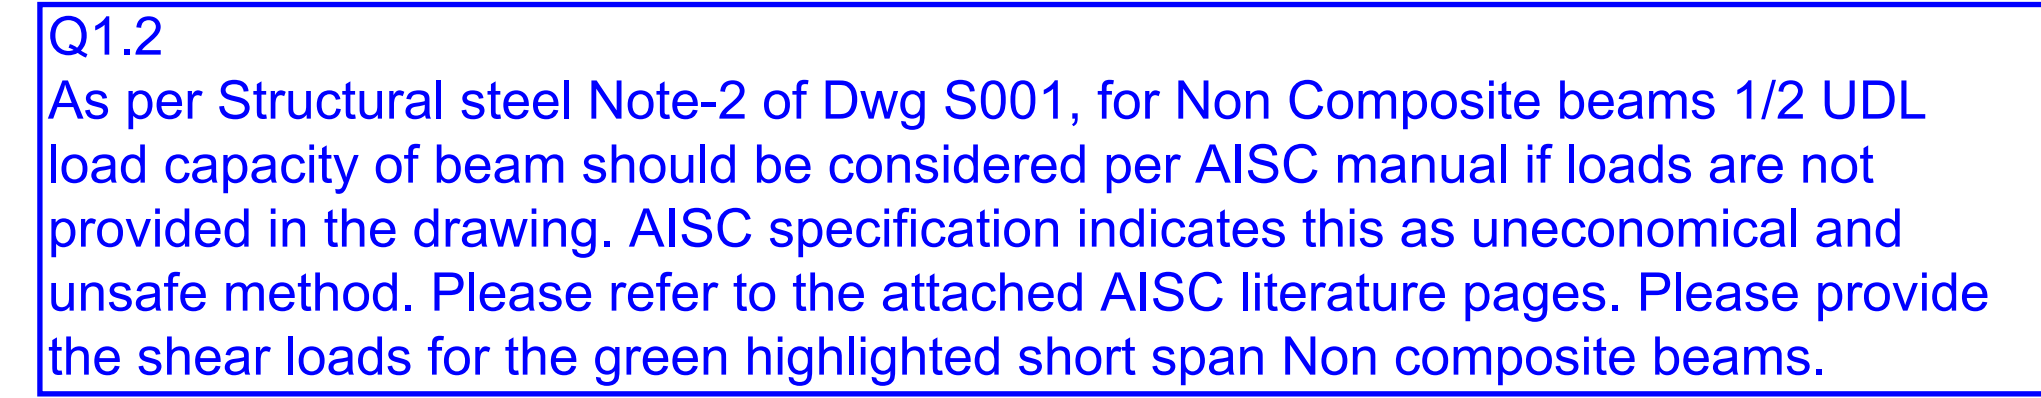 Q1.2
As per Structural steel Note-2 of Dwg S001, for Non Composite beams 1/2 UDL
load capacity of beam should be considered per AISC manual if loads are not
provided in the drawing. AISC specification indicates this as uneconomical and
unsafe method. Please refer to the attached AISC literature pages. Please provide
the shear loads for the green highlighted short span Non composite beams.